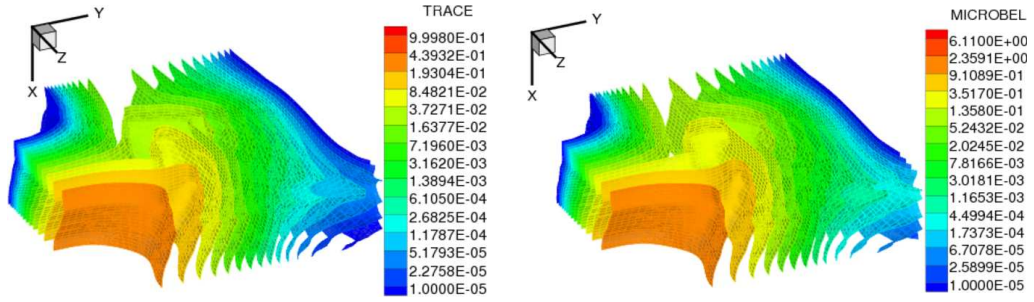 TRACE
Y
Z
X
9.9980E-01
4.3932E-01
1.9304E-01
8.4821E-02
3.7271E-02
1.6377E-02
7.1960E-03
3.1620E-03
1.3894E-03
6.1050E-04
2.6825E-04
1.1787E-04
5.1793E-05
2.2758E-05
1.0000E-05
MICROBEL
Y
Z
X
6.1100E+00
2.3591E+00
9.1089E-01
3.5170E-01
1.3580E-01
5.2432E-02
2.0245E-02
7.8166E-03
3.0181E-03
1.1653E-03
4.4994E-04
1.7373E-04
6.7078E-05
2.5899E-05
1.0000E-05